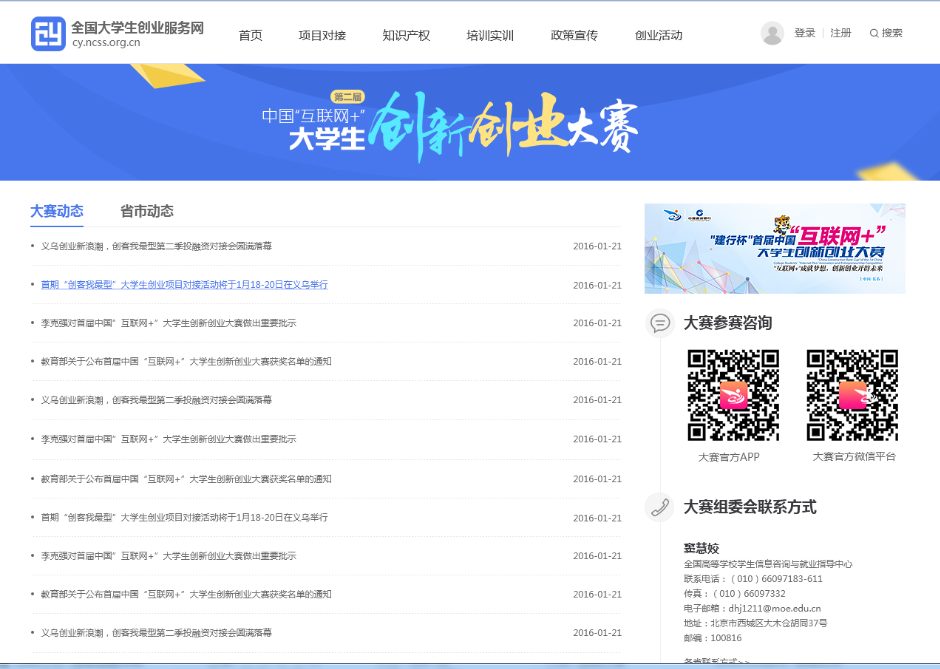 全国大学生创业服务网
cy.ncss.org.cn
首页 项目对接 知识产权 培训实训 政策宣传 创业活动 登录 注册 搜索
第二届
中国“互联网+”
大学生创新创业大赛
大赛动态 省市动态
义乌创业新浪潮，创客我最型第二季投融资对接会圆满落幕 2016-01-21
首期“创客我最型”大学生创业项目对接活动将于1月18-20日在义乌举行 2016-01-21
李克强对首届中国”互联网+”大学生创新创业大赛做出重要批示 2016-01-21
教育部关于公布首届中国“互联网+”大学生创新创业大赛获奖名单的通知 2016-01-21
义乌创业新浪潮，创客我最型第二季投融资对接会圆满落幕 2016-01-21
李克强对首届中国”互联网+”大学生创新创业大赛做出重要批示 2016-01-21
教育部关于公布首届中国“互联网+”大学生创新创业大赛获奖名单的通知 2016-01-21
首期“创客我最型”大学生创业项目对接活动将于1月18-20日在义乌举行 2016-01-21
李克强对首届中国”互联网+”大学生创新创业大赛做出重要批示 2016-01-21
教育部关于公布首届中国“互联网+”大学生创新创业大赛获奖名单的通知 2016-01-21
义乌创业新浪潮，创客我最型第二季投融资对接会圆满落幕 2016-01-21
“建行杯”首届中国“互联网+”
大学生创新创业大赛
“互联网+”成就梦想，创新创业开辟未来
大赛参赛咨询
大赛官方APP 大赛官方微信平台
大赛组委会联系方式
窦慧姣
全国高等学校学生信息咨询与就业指导中心
联系电话：（010）66097183-611
传真：（010）66097332
电子邮箱：dhj1211@moe.edu.cn
地址：北京市西城区大木仓胡同37号
邮编：100816